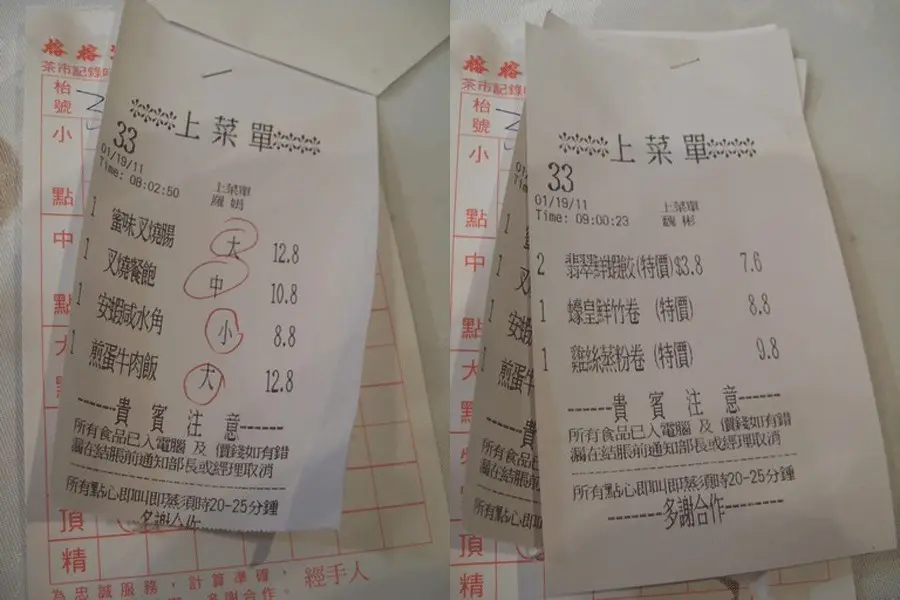 榕榕
茶市記錄
枱號
小點
中點
大
頂
精
為忠誠服務，計算準確，
多謝合作。
經手人
****上菜單****
33
01/19/11
Time: 08:02:50
上菜單
羅娟
1 蜜味叉燒腸 大 12.8
1 叉燒餐飽 中 10.8
1 安蝦咸水角 小 8.8
1 煎蛋牛肉飯 大 12.8
------貴 賓 注 意------
所有食品已入電腦 及 價錢如有錯
漏在結賬前通知部長或經理取消
所有點心即叫即蒸須時20-25分鐘
多謝合作
榕榕
茶市記錄
枱號
小點
中點
大
頂
精
****上菜單****
33
01/19/11
Time: 09:00:23
上菜單
魏彬
2 翡翠鮮蝦餃(特價)$3.8 7.6
1 蠔皇鮮竹卷 (特價) 8.8
1 雞絲蒸粉卷 (特價) 9.8
------貴 賓 注 意------
所有食品已入電腦 及 價錢如有錯
漏在結賬前通知部長或經理取消
所有點心即叫即蒸須時20-25分鐘
-------多謝合作-------